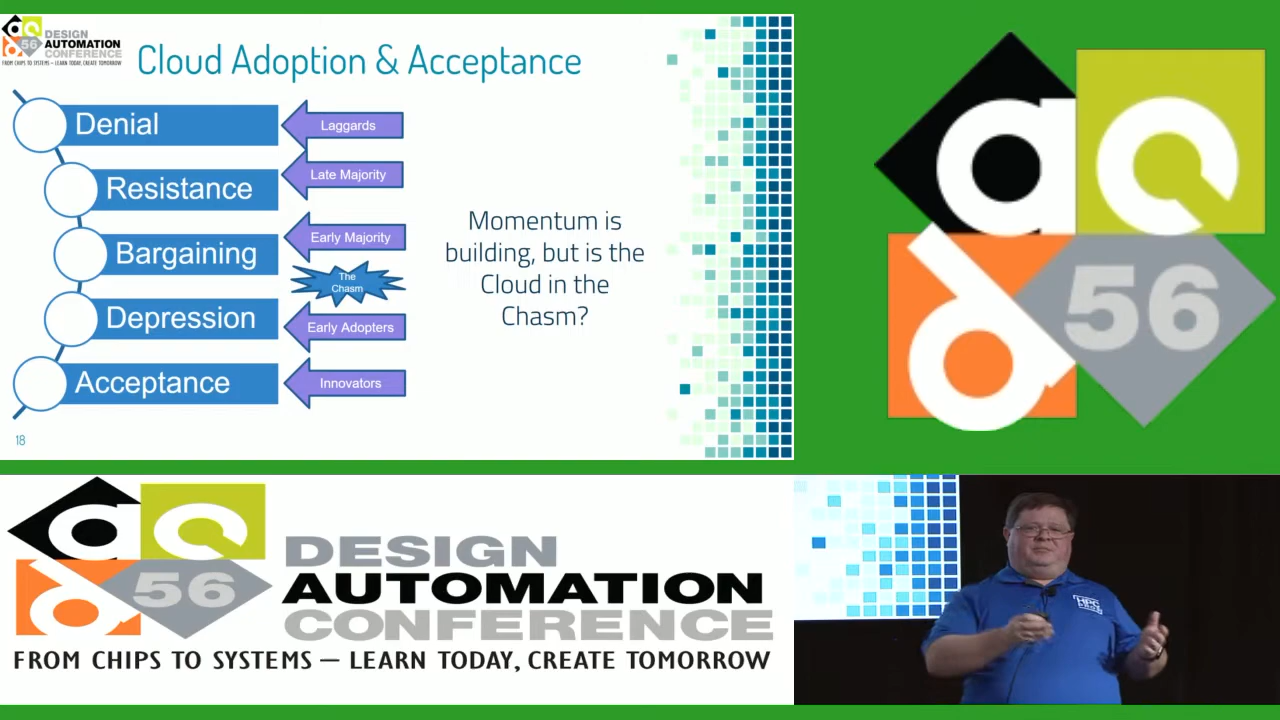 56
DESIGN
AUTOMATION
CONFERENCE
FROM CHIPS TO SYSTEMS — LEARN TODAY, CREATE TOMORROW
Cloud Adoption & Acceptance
Denial
Laggards
Resistance
Late Majority
Bargaining
Early Majority
The
Chasm
Depression
Early Adopters
Acceptance
Innovators
Momentum is
building, but is the
Cloud in the
Chasm?
18
56
56
DESIGN
AUTOMATION
CONFERENCE
FROM CHIPS TO SYSTEMS — LEARN TODAY, CREATE TOMORROW
HPC